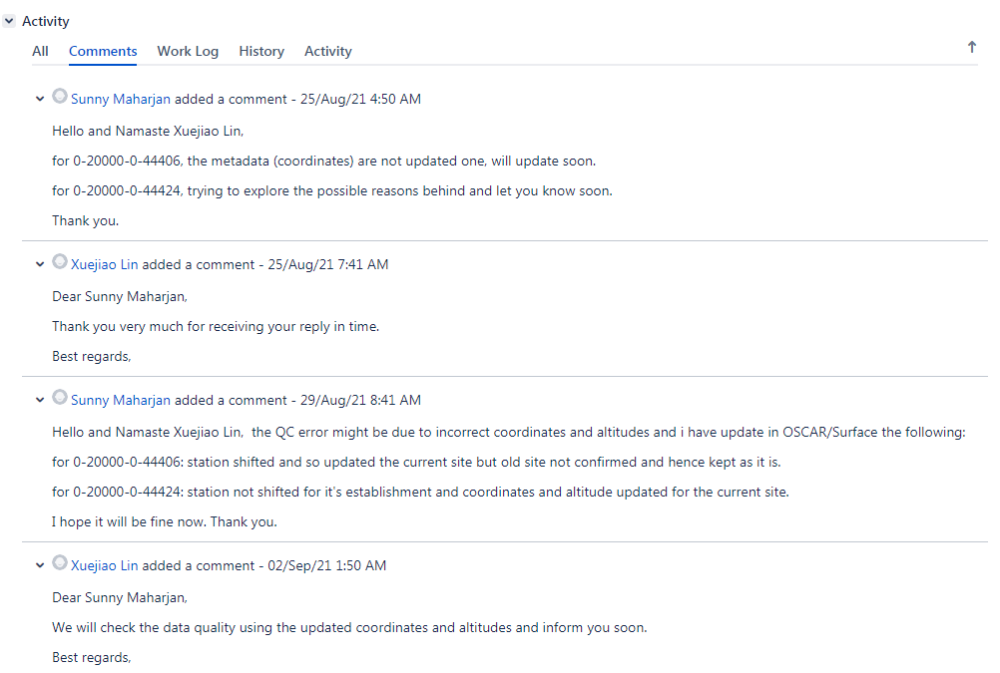 Activity
All Comments Work Log History Activity
Sunny Maharjan added a comment - 25/Aug/21 4:50 AM
Hello and Namaste Xuejiao Lin,
for 0-20000-0-44406, the metadata (coordinates) are not updated one, will update soon.
for 0-20000-0-44424, trying to explore the possible reasons behind and let you know soon.
Thank you.
Xuejiao Lin added a comment - 25/Aug/21 7:41 AM
Dear Sunny Maharjan,
Thank you very much for receiving your reply in time.
Best regards,
Sunny Maharjan added a comment - 29/Aug/21 8:41 AM
Hello and Namaste Xuejiao Lin,  the QC error might be due to incorrect coordinates and altitudes and i have update in OSCAR/Surface the following:
for 0-20000-0-44406: station shifted and so updated the current site but old site not confirmed and hence kept as it is.
for 0-20000-0-44424: station not shifted for it's establishment and coordinates and altitude updated for the current site.
I hope it will be fine now. Thank you.
Xuejiao Lin added a comment - 02/Sep/21 1:50 AM
Dear Sunny Maharjan,
We will check the data quality using the updated coordinates and altitudes and inform you soon.
Best regards,